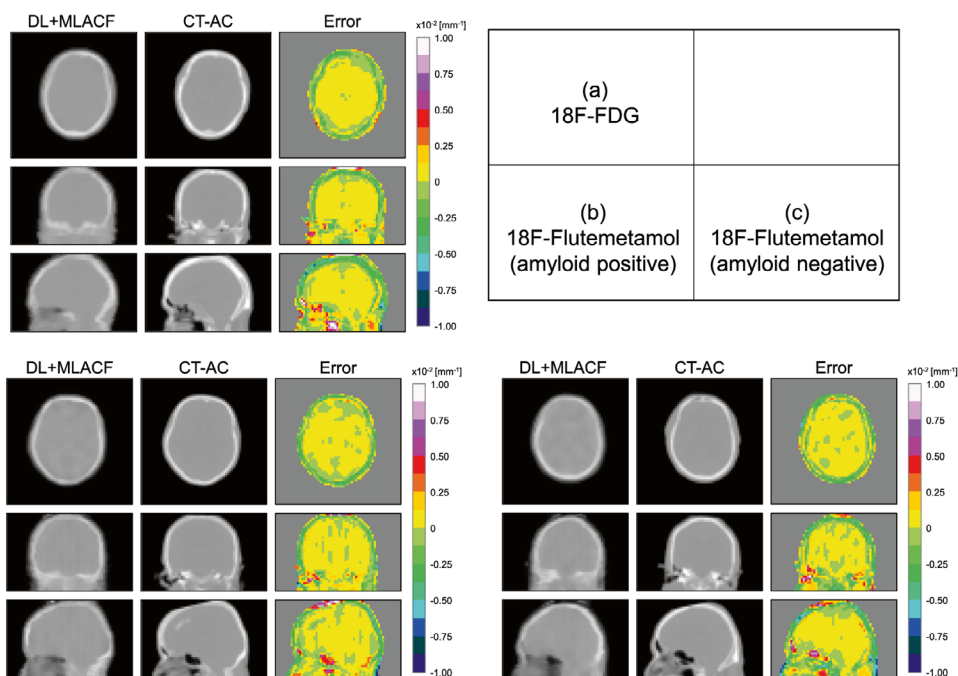 DL+MLACF CT-AC Error
x10-2 [mm-1]
1.00
0.75
0.50
0.25
0
-0.25
-0.50
-0.75
-1.00
(a)
18F-FDG
(b)
18F-Flutemetamol
(amyloid positive)
(c)
18F-Flutemetamol
(amyloid negative)
DL+MLACF CT-AC Error
x10-2 [mm-1]
1.00
0.75
0.50
0.25
0
-0.25
-0.50
-0.75
-1.00
DL+MLACF CT-AC Error
x10-2 [mm-1]
1.00
0.75
0.50
0.25
0
-0.25
-0.50
-0.75
-1.00